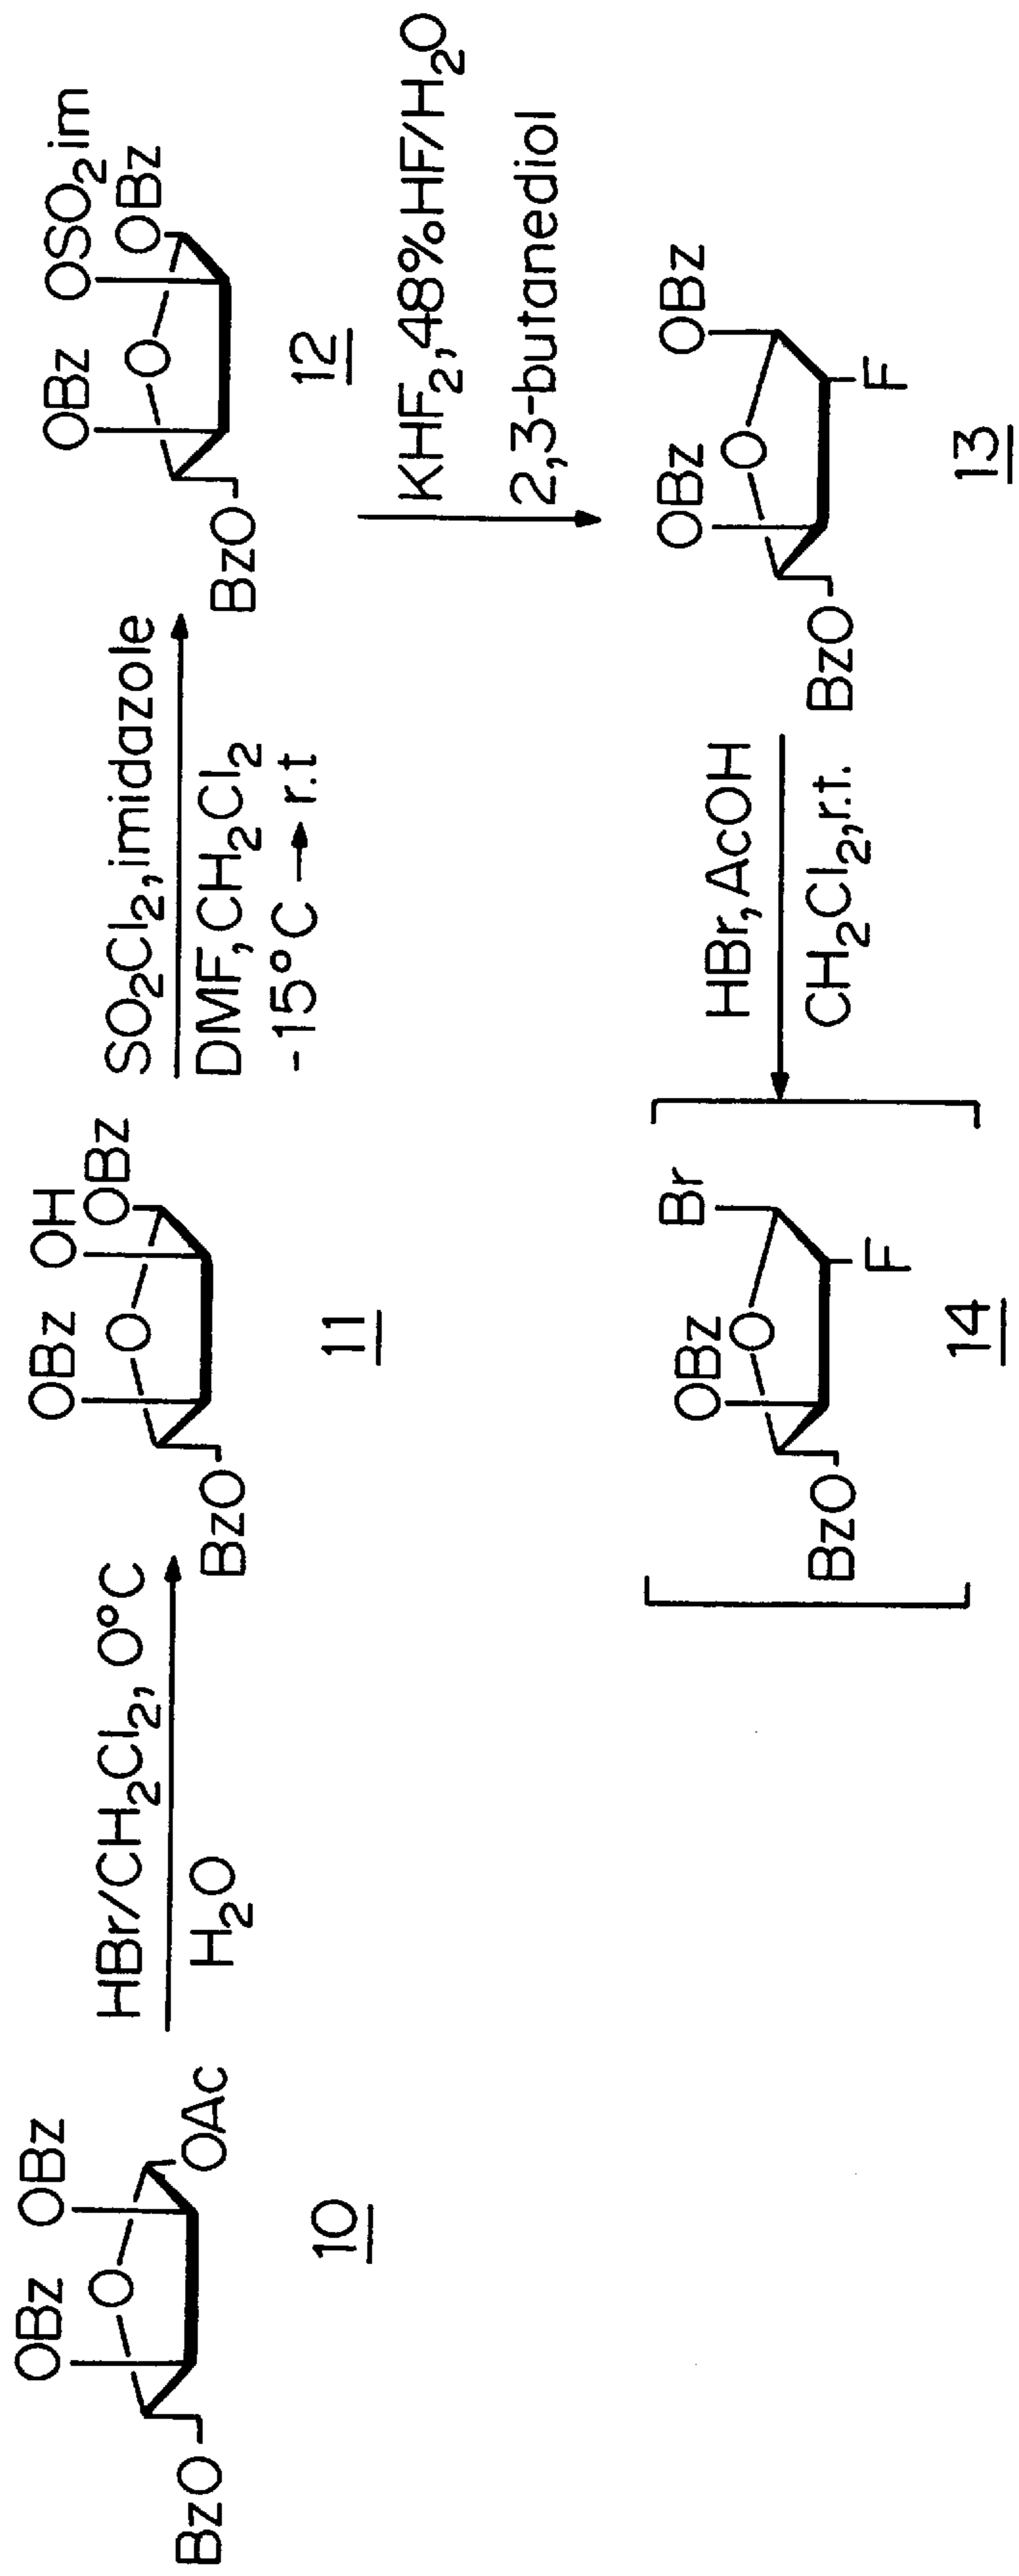 OBz
OBz
O
BzO
OAc
10
HBr/CH2Cl2, 0°C
H2O
OBz
OH
O
OBz
BzO
11
SO2Cl2,imidazole
DMF,CH2Cl2
-15°C → r.t
OBz
OSO2im
O
OBz
BzO
12
KHF2,48%HF/H2O
2,3-butanediol
OBz
OBz
O
BzO
F
13
HBr,AcOH
CH2Cl2,r.t.
OBz
Br
O
BzO
F
14